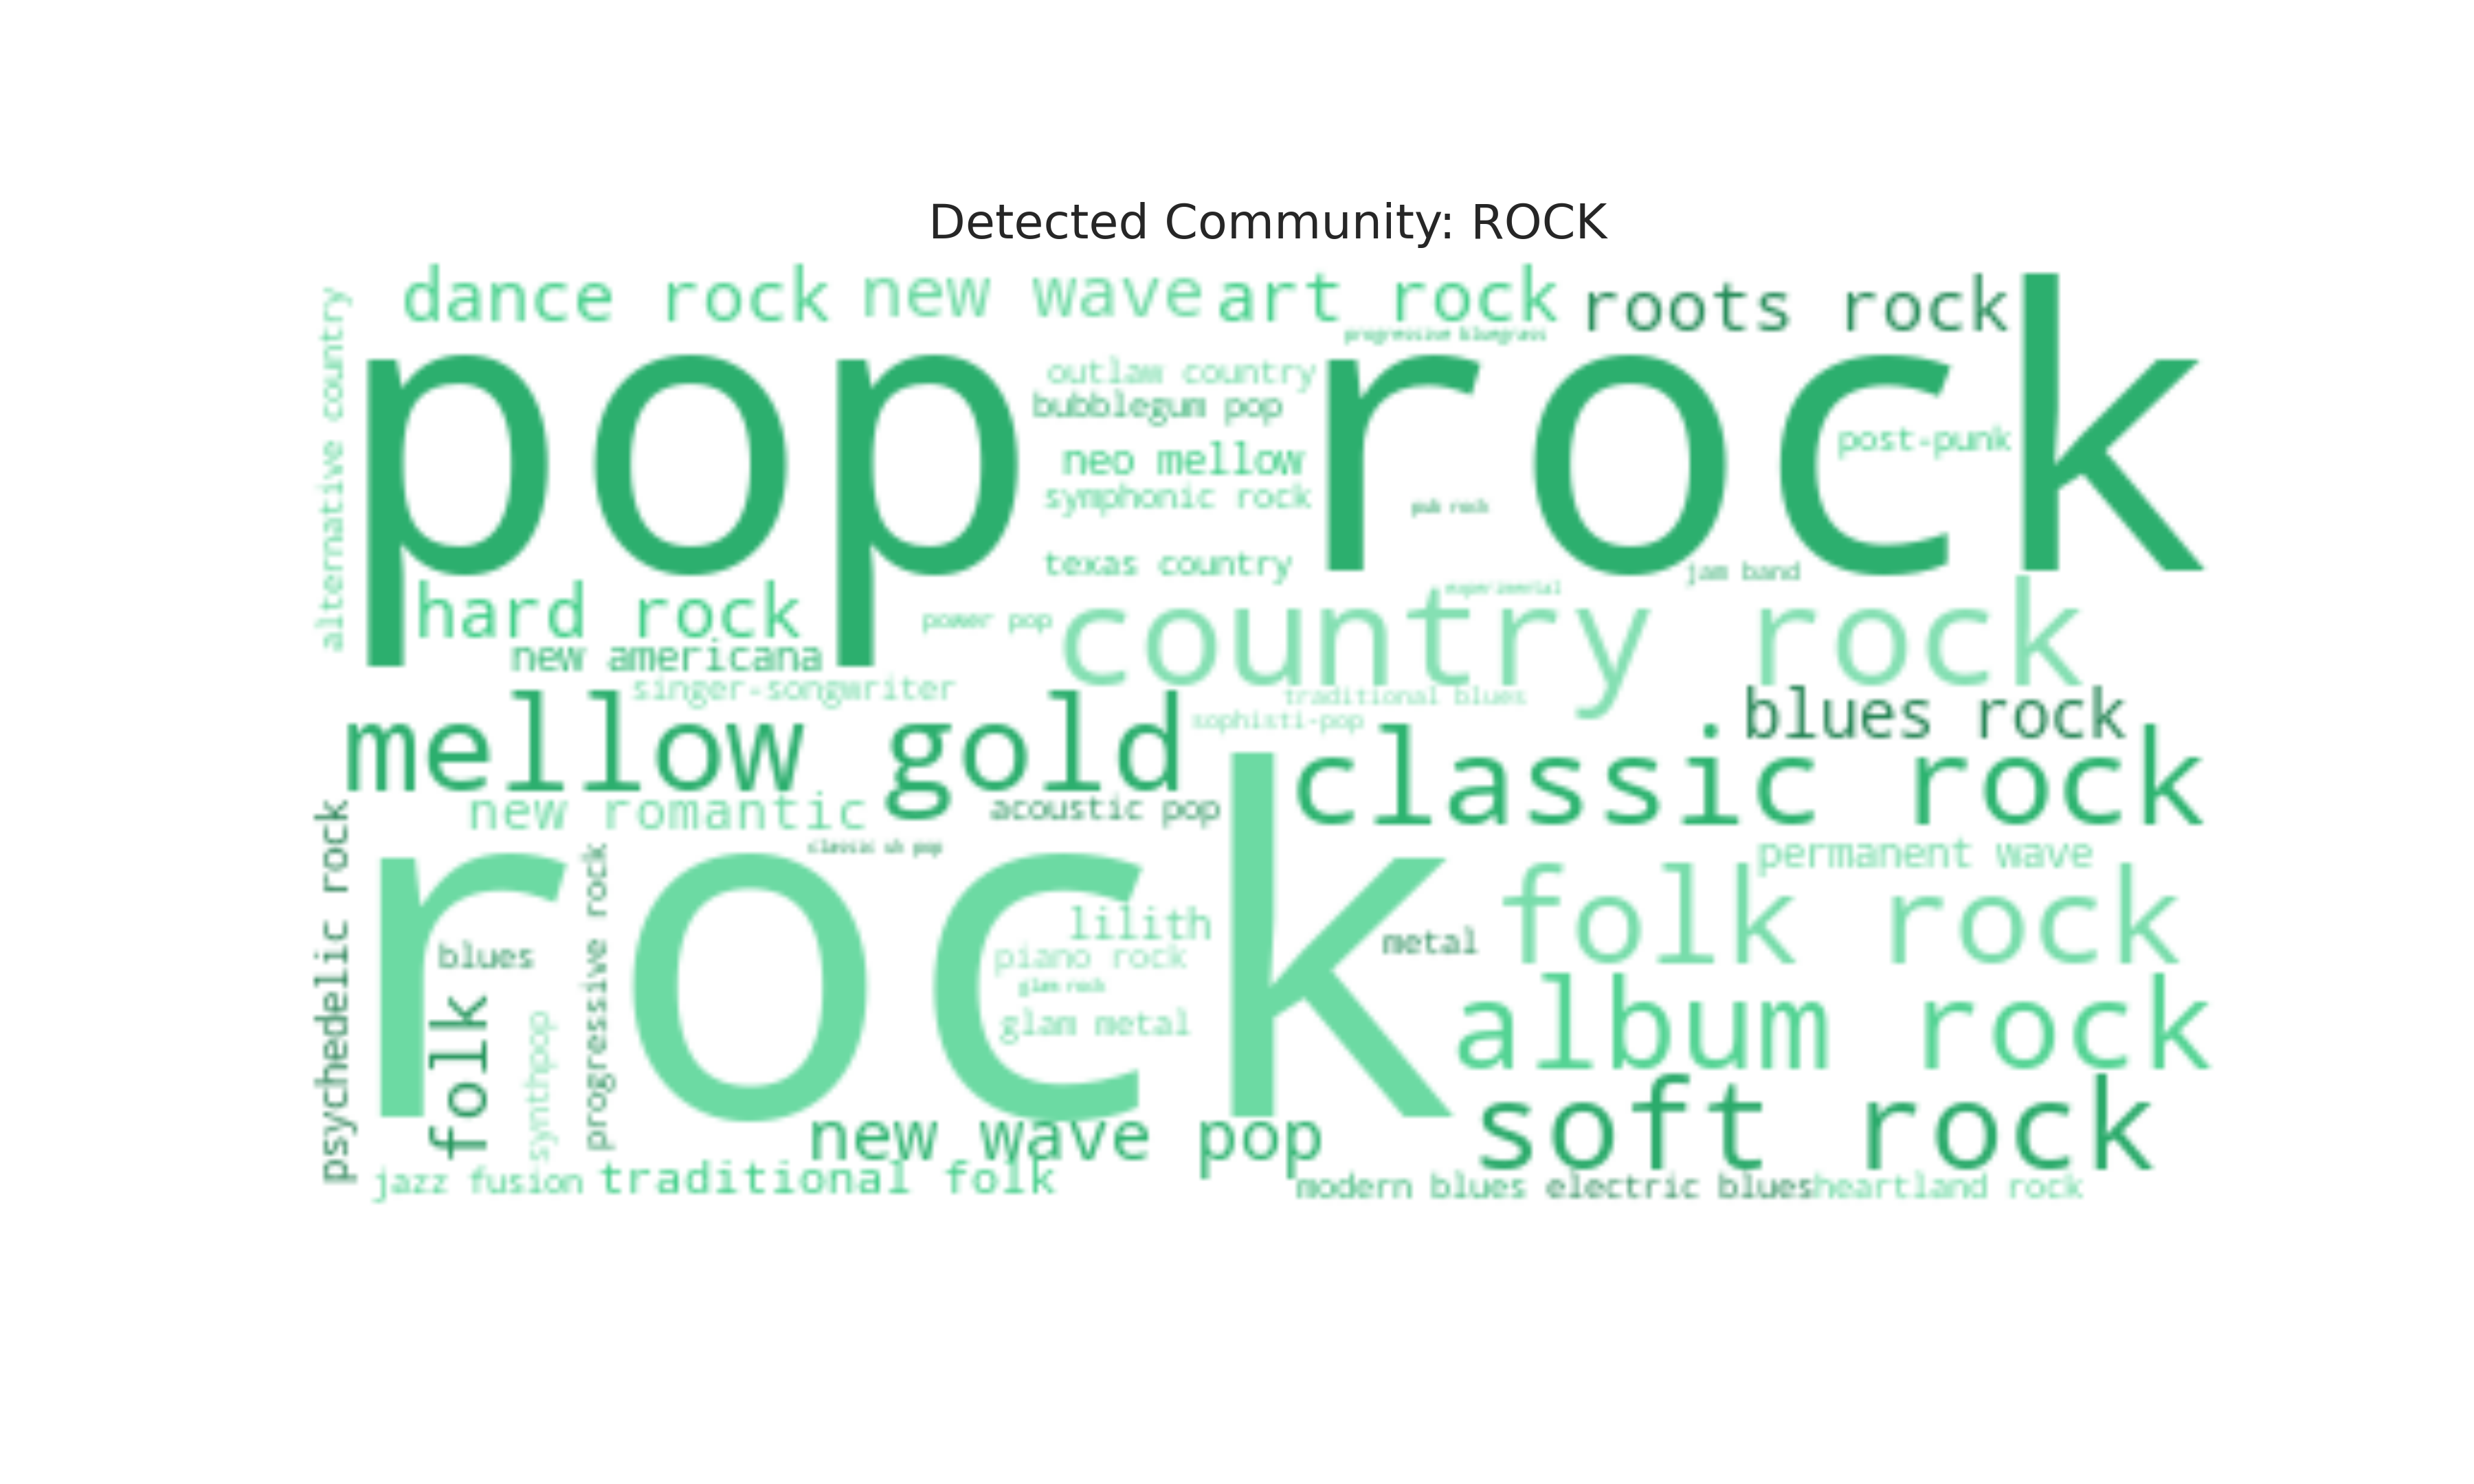 Detected Community: ROCK
dance rock
new wave
art rock
roots rock
progressive bluegrass
alternative country
pop rock
outlaw country
bubblegum pop
post-punk
neo mellow
symphonic rock
pub rock
texas country
jam band
experimental
hard rock
power pop
country rock
new americana
singer-songwriter
traditional blues
sophisti-pop
blues rock
mellow gold
classic rock
new romantic
acoustic pop
classic uk pop
permanent wave
psychedelic rock
progressive rock
rock
lilith
folk rock
metal
blues
piano rock
glam rock
glam metal
folk
synthpop
album rock
new wave pop
soft rock
jazz fusion
traditional folk
modern blues
electric blues
heartland rock